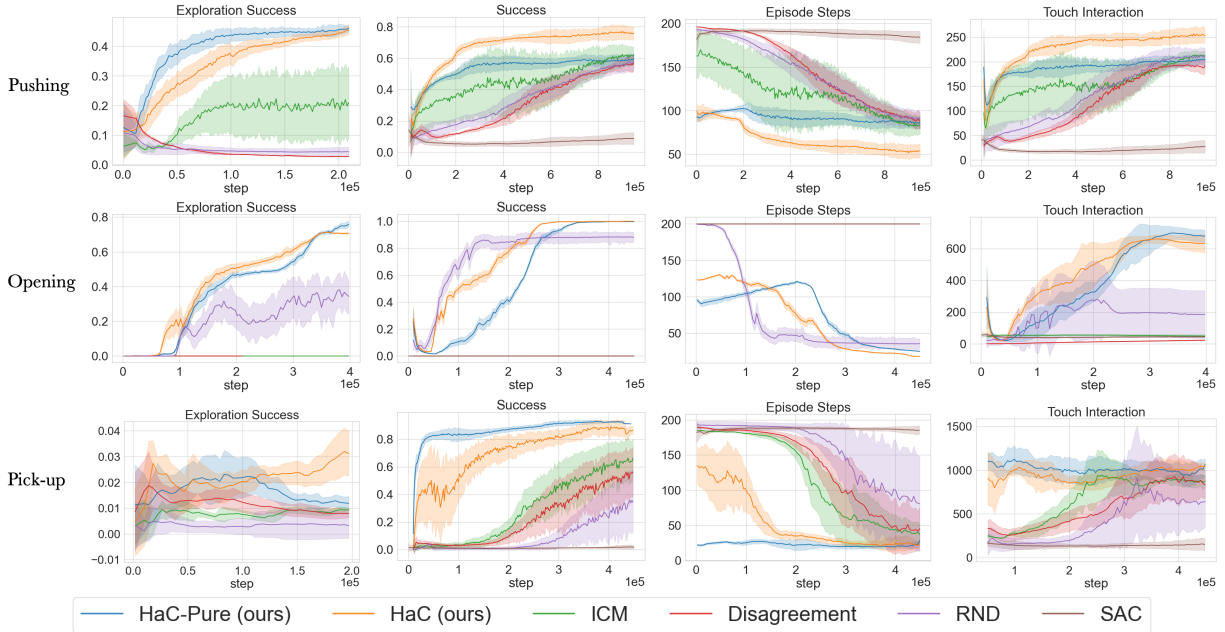 Exploration Success Success Episode Steps Touch Interaction
Pushing
0.4 0.3 0.2 0.1 0.0
0.8 0.6 0.4 0.2 0.0
200 150 100 50
250 200 150 100 50 0
0.0 0.5 1.0 1.5 2.0
0 2 4 6 8
0 2 4 6 8
0 2 4 6 8
step 1e5 step 1e5 step 1e5 step 1e5
Exploration Success Success Episode Steps Touch Interaction
Opening
0.8 0.6 0.4 0.2 0.0
1.0 0.8 0.6 0.4 0.2 0.0
200 150 100 50
600 400 200 0
0 1 2 3 4
0 1 2 3 4
0 1 2 3 4
0 1 2 3 4
step 1e5 step 1e5 step 1e5 step 1e5
Exploration Success Success Episode Steps Touch Interaction
Pick-up
0.04 0.03 0.02 0.01 0.00 −0.01
0.8 0.6 0.4 0.2 0.0
200 150 100 50 0
1500 1000 500 0
0.0 0.5 1.0 1.5 2.0
0 1 2 3 4
0 1 2 3 4
1 2 3 4
step 1e5 step 1e5 step 1e5 step 1e5
HaC-Pure (ours) HaC (ours) ICM Disagreement RND SAC